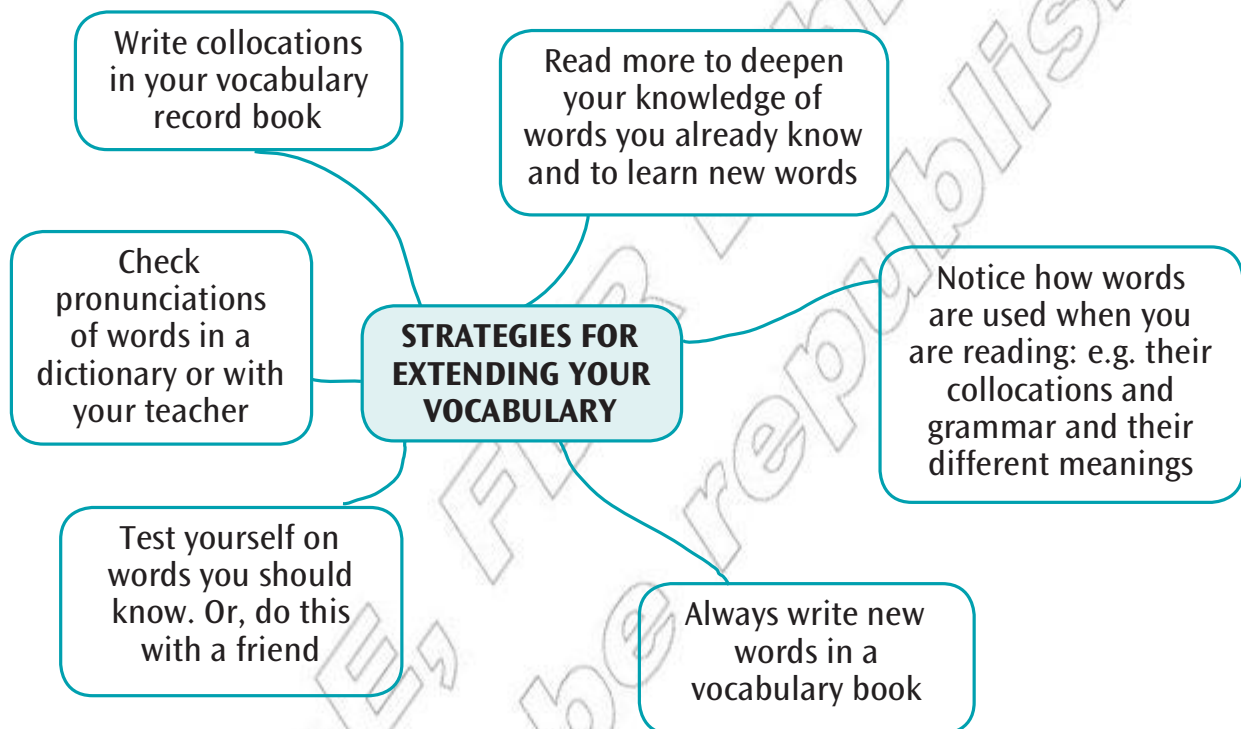 Write collocations
in your vocabulary
record book
Read more to deepen
your knowledge of
words you already know
and to learn new words
Check
pronunciations
of words in a
dictionary or with
your teacher
STRATEGIES FOR
EXTENDING YOUR
VOCABULARY
Notice how words
are used when you
are reading: e.g. their
collocations and
grammar and their
different meanings
Test yourself on
words you should
know. Or, do this
with a friend
Always write new
words in a
vocabulary book
be republis